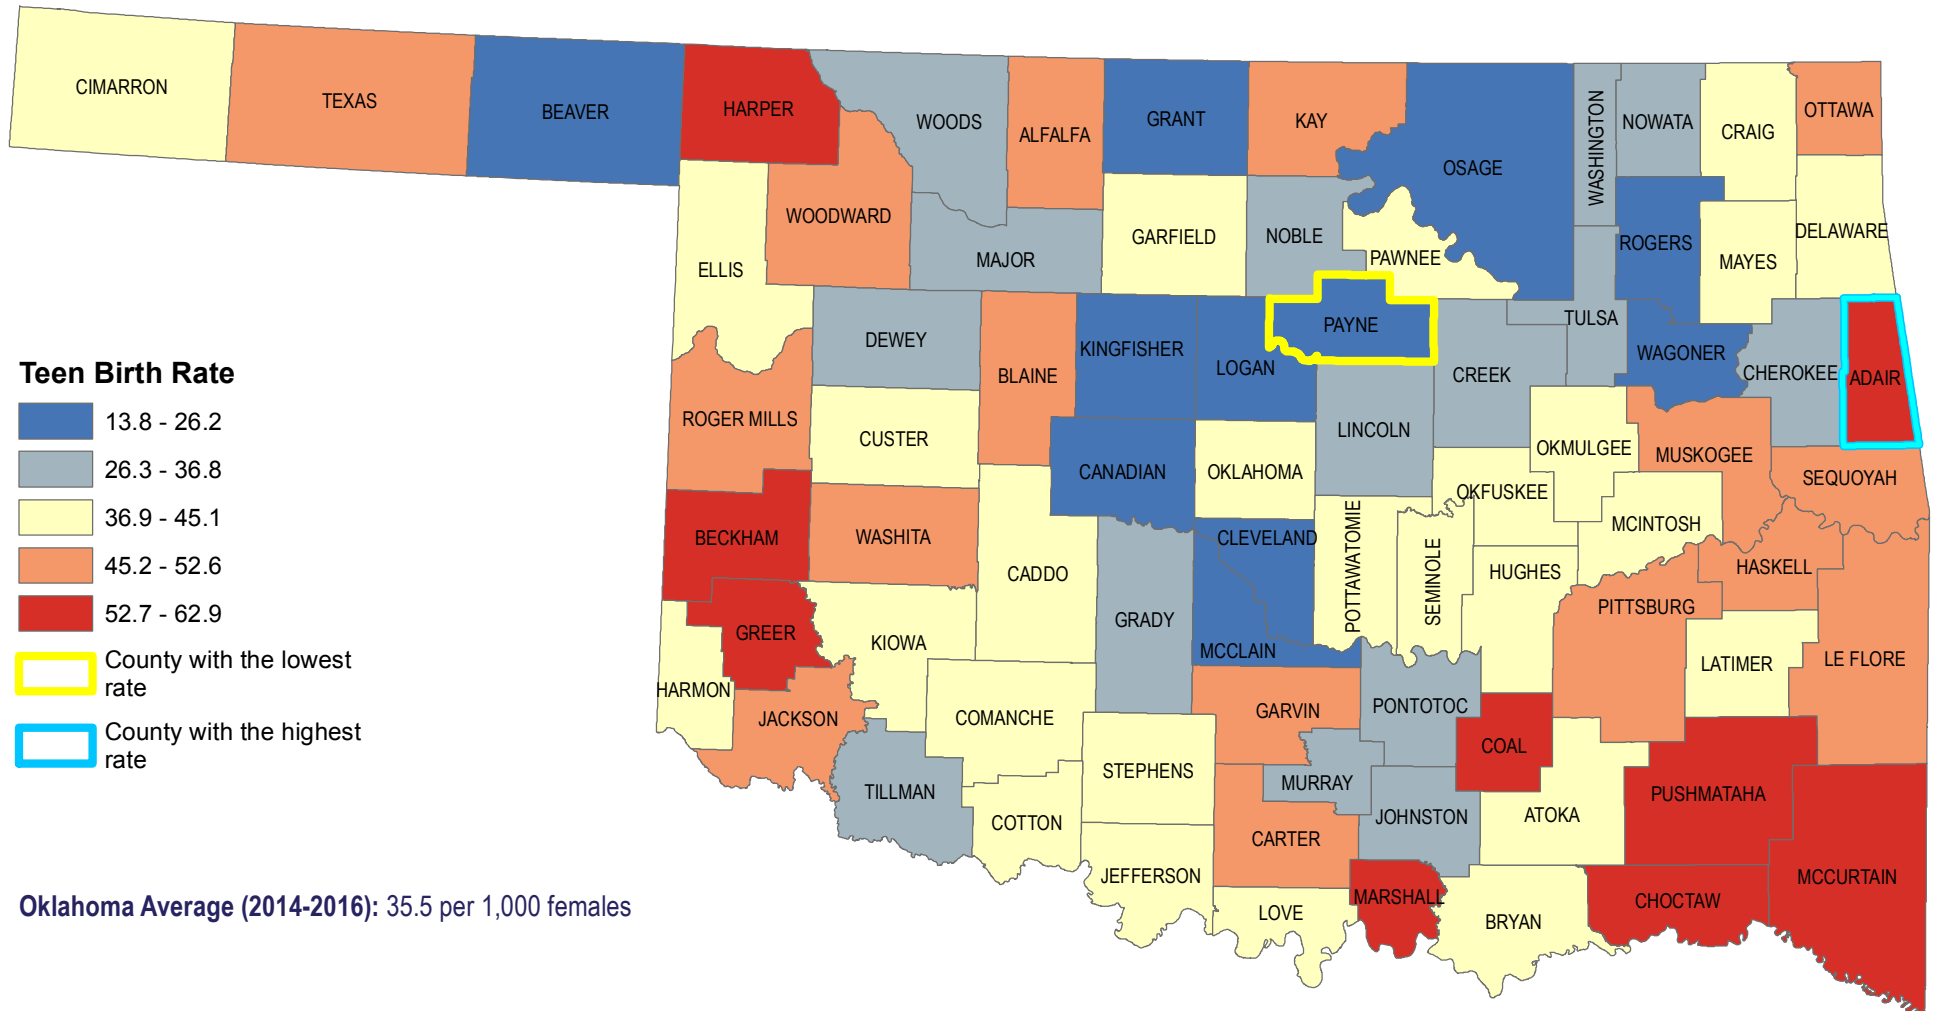 CIMARRON
TEXAS
BEAVER
HARPER
WOODS
ALFALFA
GRANT
KAY
OSAGE
WASHINGTON
NOWATA
CRAIG
OTTAWA
ELLIS
WOODWARD
MAJOR
GARFIELD
NOBLE
PAWNEE
ROGERS
MAYES
DELAWARE
DEWEY
BLAINE
KINGFISHER
LOGAN
PAYNE
CREEK
TULSA
WAGONER
CHEROKEE
ADAIR
Teen Birth Rate
13.8 - 26.2
26.3 - 36.8
36.9 - 45.1
45.2 - 52.6
52.7 - 62.9
County with the lowest
rate
County with the highest
rate
ROGER MILLS
CUSTER
CANADIAN
OKLAHOMA
LINCOLN
OKFUSKEE
OKMULGEE
MUSKOGEE
SEQUOYAH
BECKHAM
WASHITA
CADDO
GRADY
CLEVELAND
MCCLAIN
POTTAWATOMIE
SEMINOLE
HUGHES
MCINTOSH
PITTSBURG
HASKELL
LATIMER
LE FLORE
HARMON
GREER
KIOWA
JACKSON
TILLMAN
COMANCHE
COTTON
STEPHENS
JEFFERSON
GARVIN
MURRAY
CARTER
LOVE
PONTOTOC
JOHNSTON
MARSHALL
COAL
ATOKA
BRYAN
PUSHMATAHA
CHOCTAW
MCCURTAIN
Oklahoma Average (2014-2016): 35.5 per 1,000 females